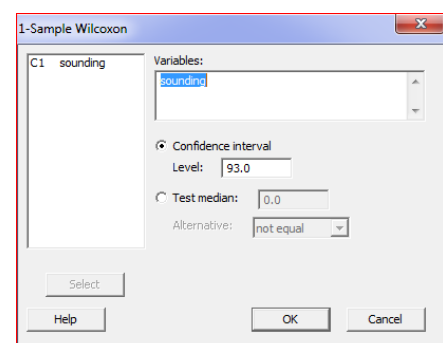 1-Sample Wilcoxon
x
C1 sounding
Variables:
sounding
Confidence interval
Level: 93.0
Test median: 0.0
Alternative: not equal
Select
Help
OK
Cancel